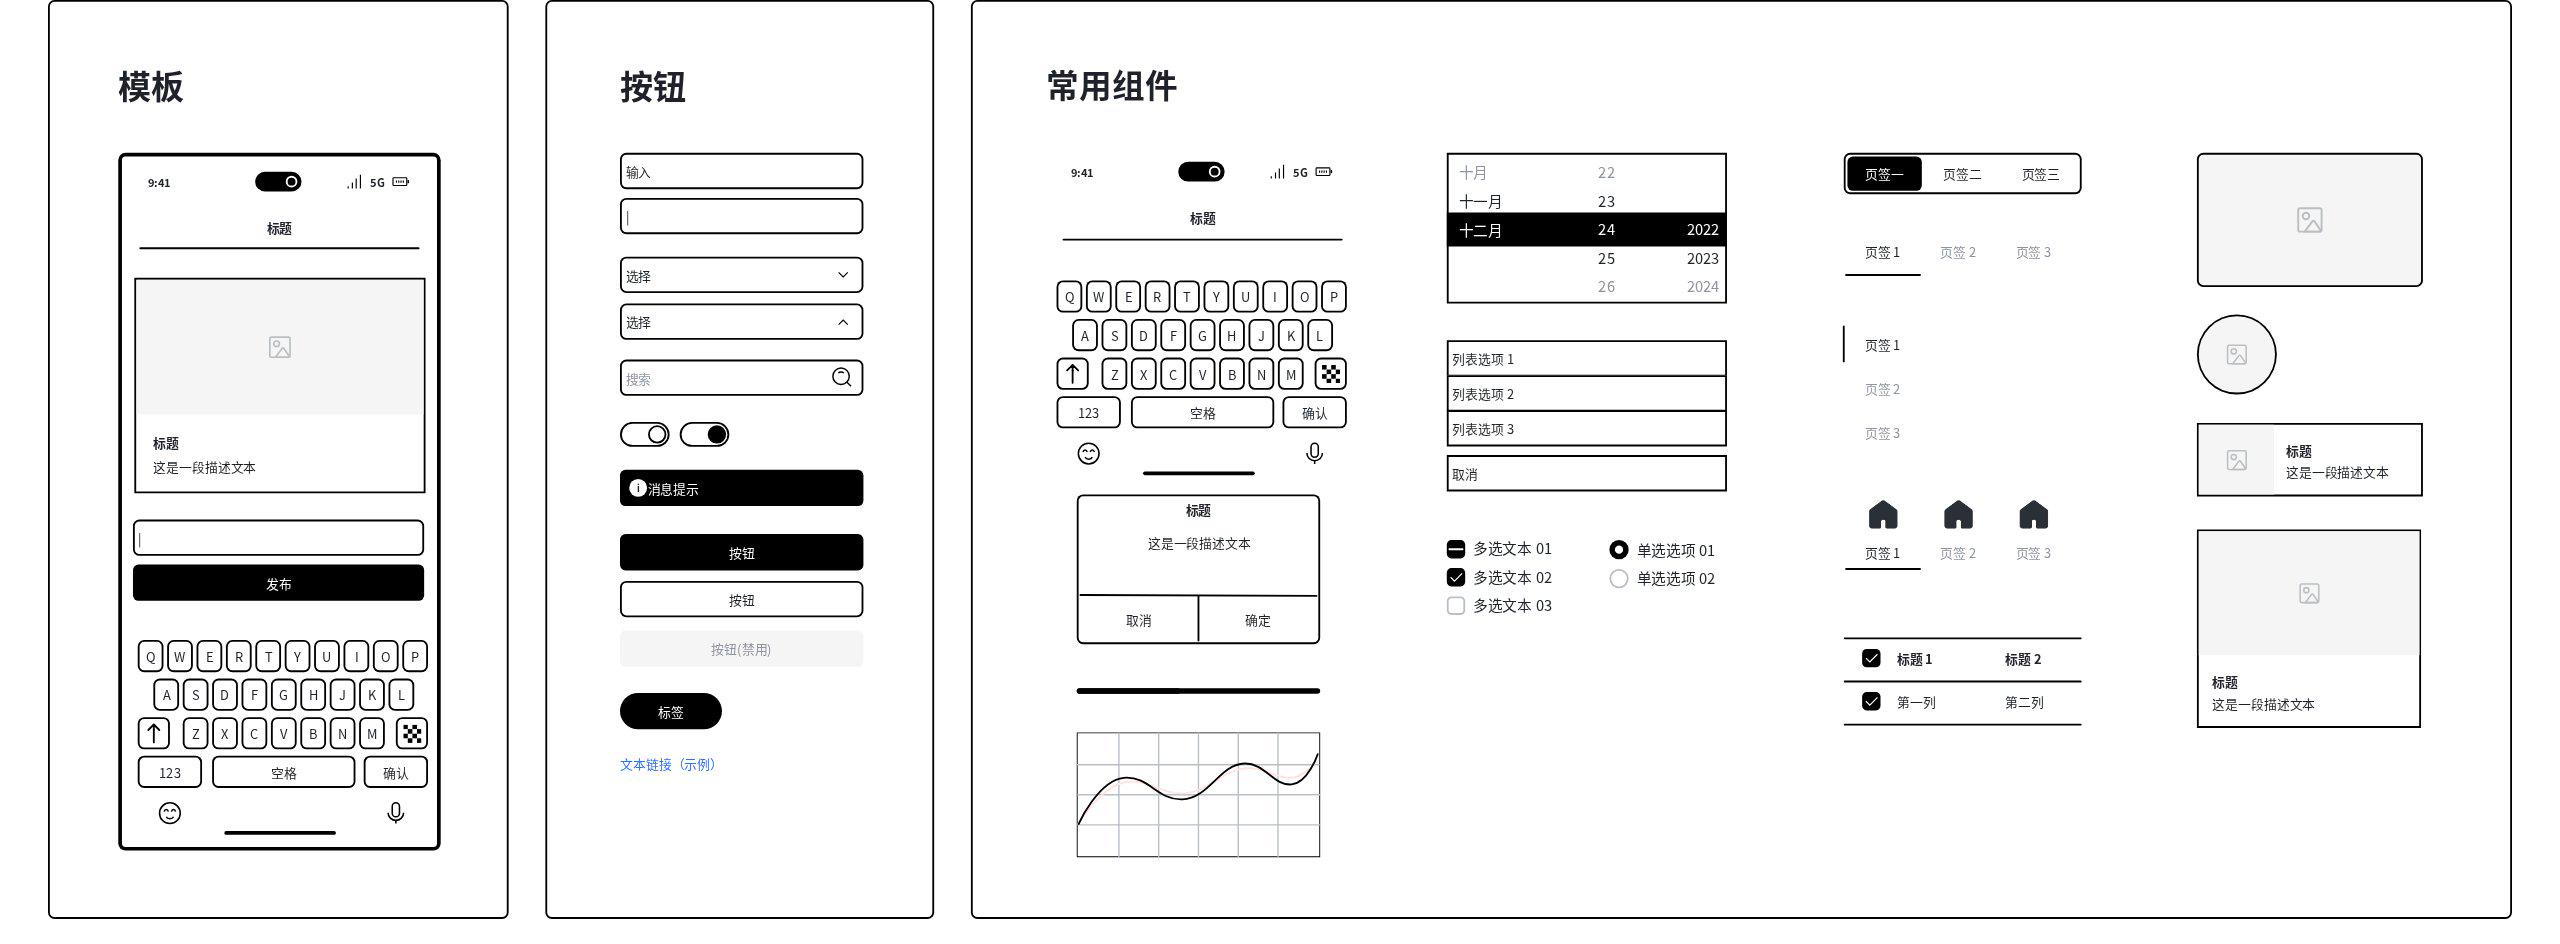 模板
9:41
5G
标题
标题
这是一段描述文本
发布
Q W E R T Y U I O P
A S D F G H J K L
Z X C V B N M
123 空格 确认
按钮
输入
选择
选择
搜索
消息提示
按钮
按钮
按钮(禁用)
标签
文本链接（示例）
常用组件
9:41
5G
标题
Q W E R T Y U I O P
A S D F G H J K L
Z X C V B N M
123 空格 确认
标题
这是一段描述文本
取消 确定
十月 22
十一月 23
十二月 24 2022
25 2023
26 2024
列表选项 1
列表选项 2
列表选项 3
取消
多选文本 01
多选文本 02
多选文本 03
单选选项 01
单选选项 02
页签一 页签二 页签三
页签 1 页签 2 页签 3
页签 1
页签 2
页签 3
页签 1 页签 2 页签 3
标题 1 标题 2
第一列 第二列
标题
这是一段描述文本
标题
这是一段描述文本